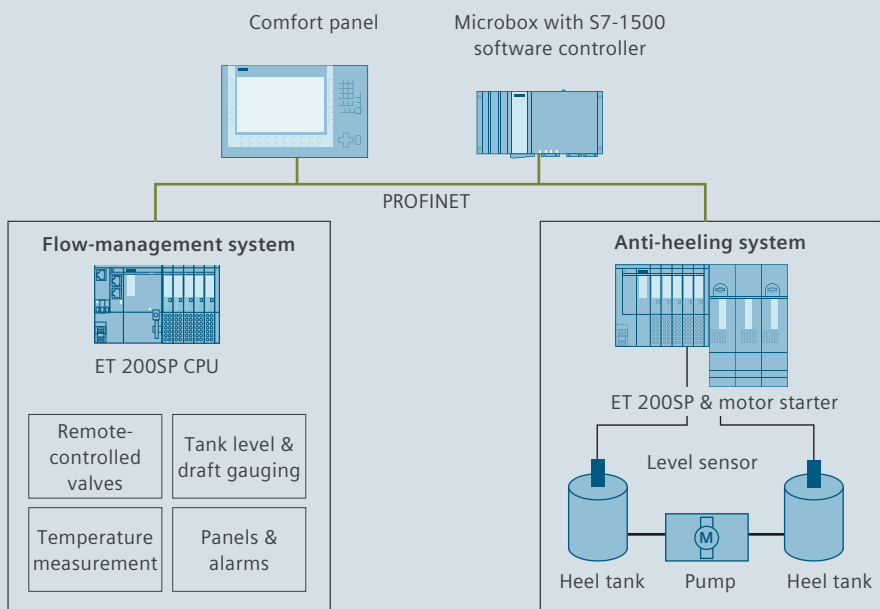 Comfort panel
Microbox with S7-1500
software controller
PROFINET
Flow-management system
ET 200SP CPU
Remote-
controlled
valves
Tank level &
draft gauging
Temperature
measurement
Panels &
alarms
Anti-heeling system
ET 200SP & motor starter
Level sensor
M
Heel tank
Pump
Heel tank